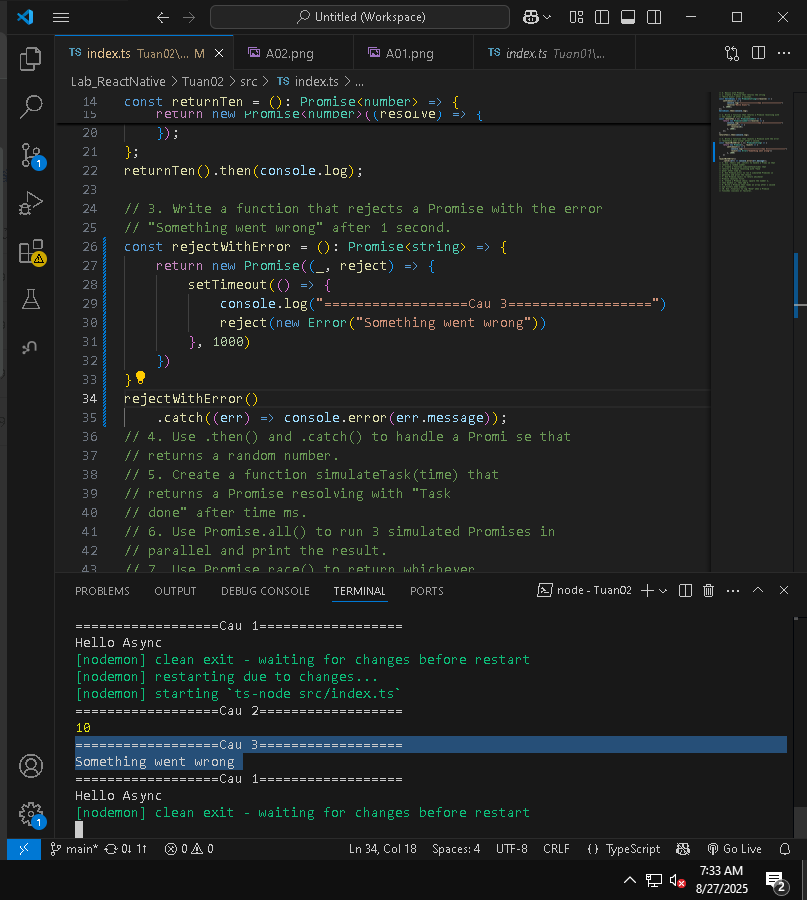 Untitled (Workspace)
TS index.ts Tuan02\... M
A02.png
A01.png
TS index.ts Tuan01\...
Lab_ReactNative > Tuan02 > src > TS index.ts > ...
14 const returnTen = (): Promise<number> => {
15 return new Promise<number>((resolve) => {
20 });
21 };
22 returnTen().then(console.log);
23
24 // 3. Write a function that rejects a Promise with the error
25 // "Something went wrong" after 1 second.
26 const rejectWithError = (): Promise<string> => {
27 return new Promise((_, reject) => {
28 setTimeout(() => {
29 console.log("==================Cau 3==================")
30 reject(new Error("Something went wrong"))
31 }, 1000)
32 })
33 }
34 rejectWithError()
35 .catch((err) => console.error(err.message));
36 // 4. Use .then() and .catch() to handle a Promi se that
37 // returns a random number.
38 // 5. Create a function simulateTask(time) that
39 // returns a Promise resolving with "Task
40 // done" after time ms.
41 // 6. Use Promise.all() to run 3 simulated Promises in
42 // parallel and print the result.
43 // 7. Use Promise.race() to return whichever
PROBLEMS OUTPUT DEBUG CONSOLE TERMINAL PORTS
node - Tuan02
==================Cau 1==================
Hello Async
[nodemon] clean exit - waiting for changes before restart
[nodemon] restarting due to changes...
[nodemon] starting `ts-node src/index.ts`
==================Cau 2==================
10
==================Cau 3==================
Something went wrong
==================Cau 1==================
Hello Async
[nodemon] clean exit - waiting for changes before restart
1
1
main* 0↓ 1↑ 0 0 Ln 34, Col 18 Spaces: 4 UTF-8 CRLF {} TypeScript Go Live
7:33 AM
8/27/2025
2